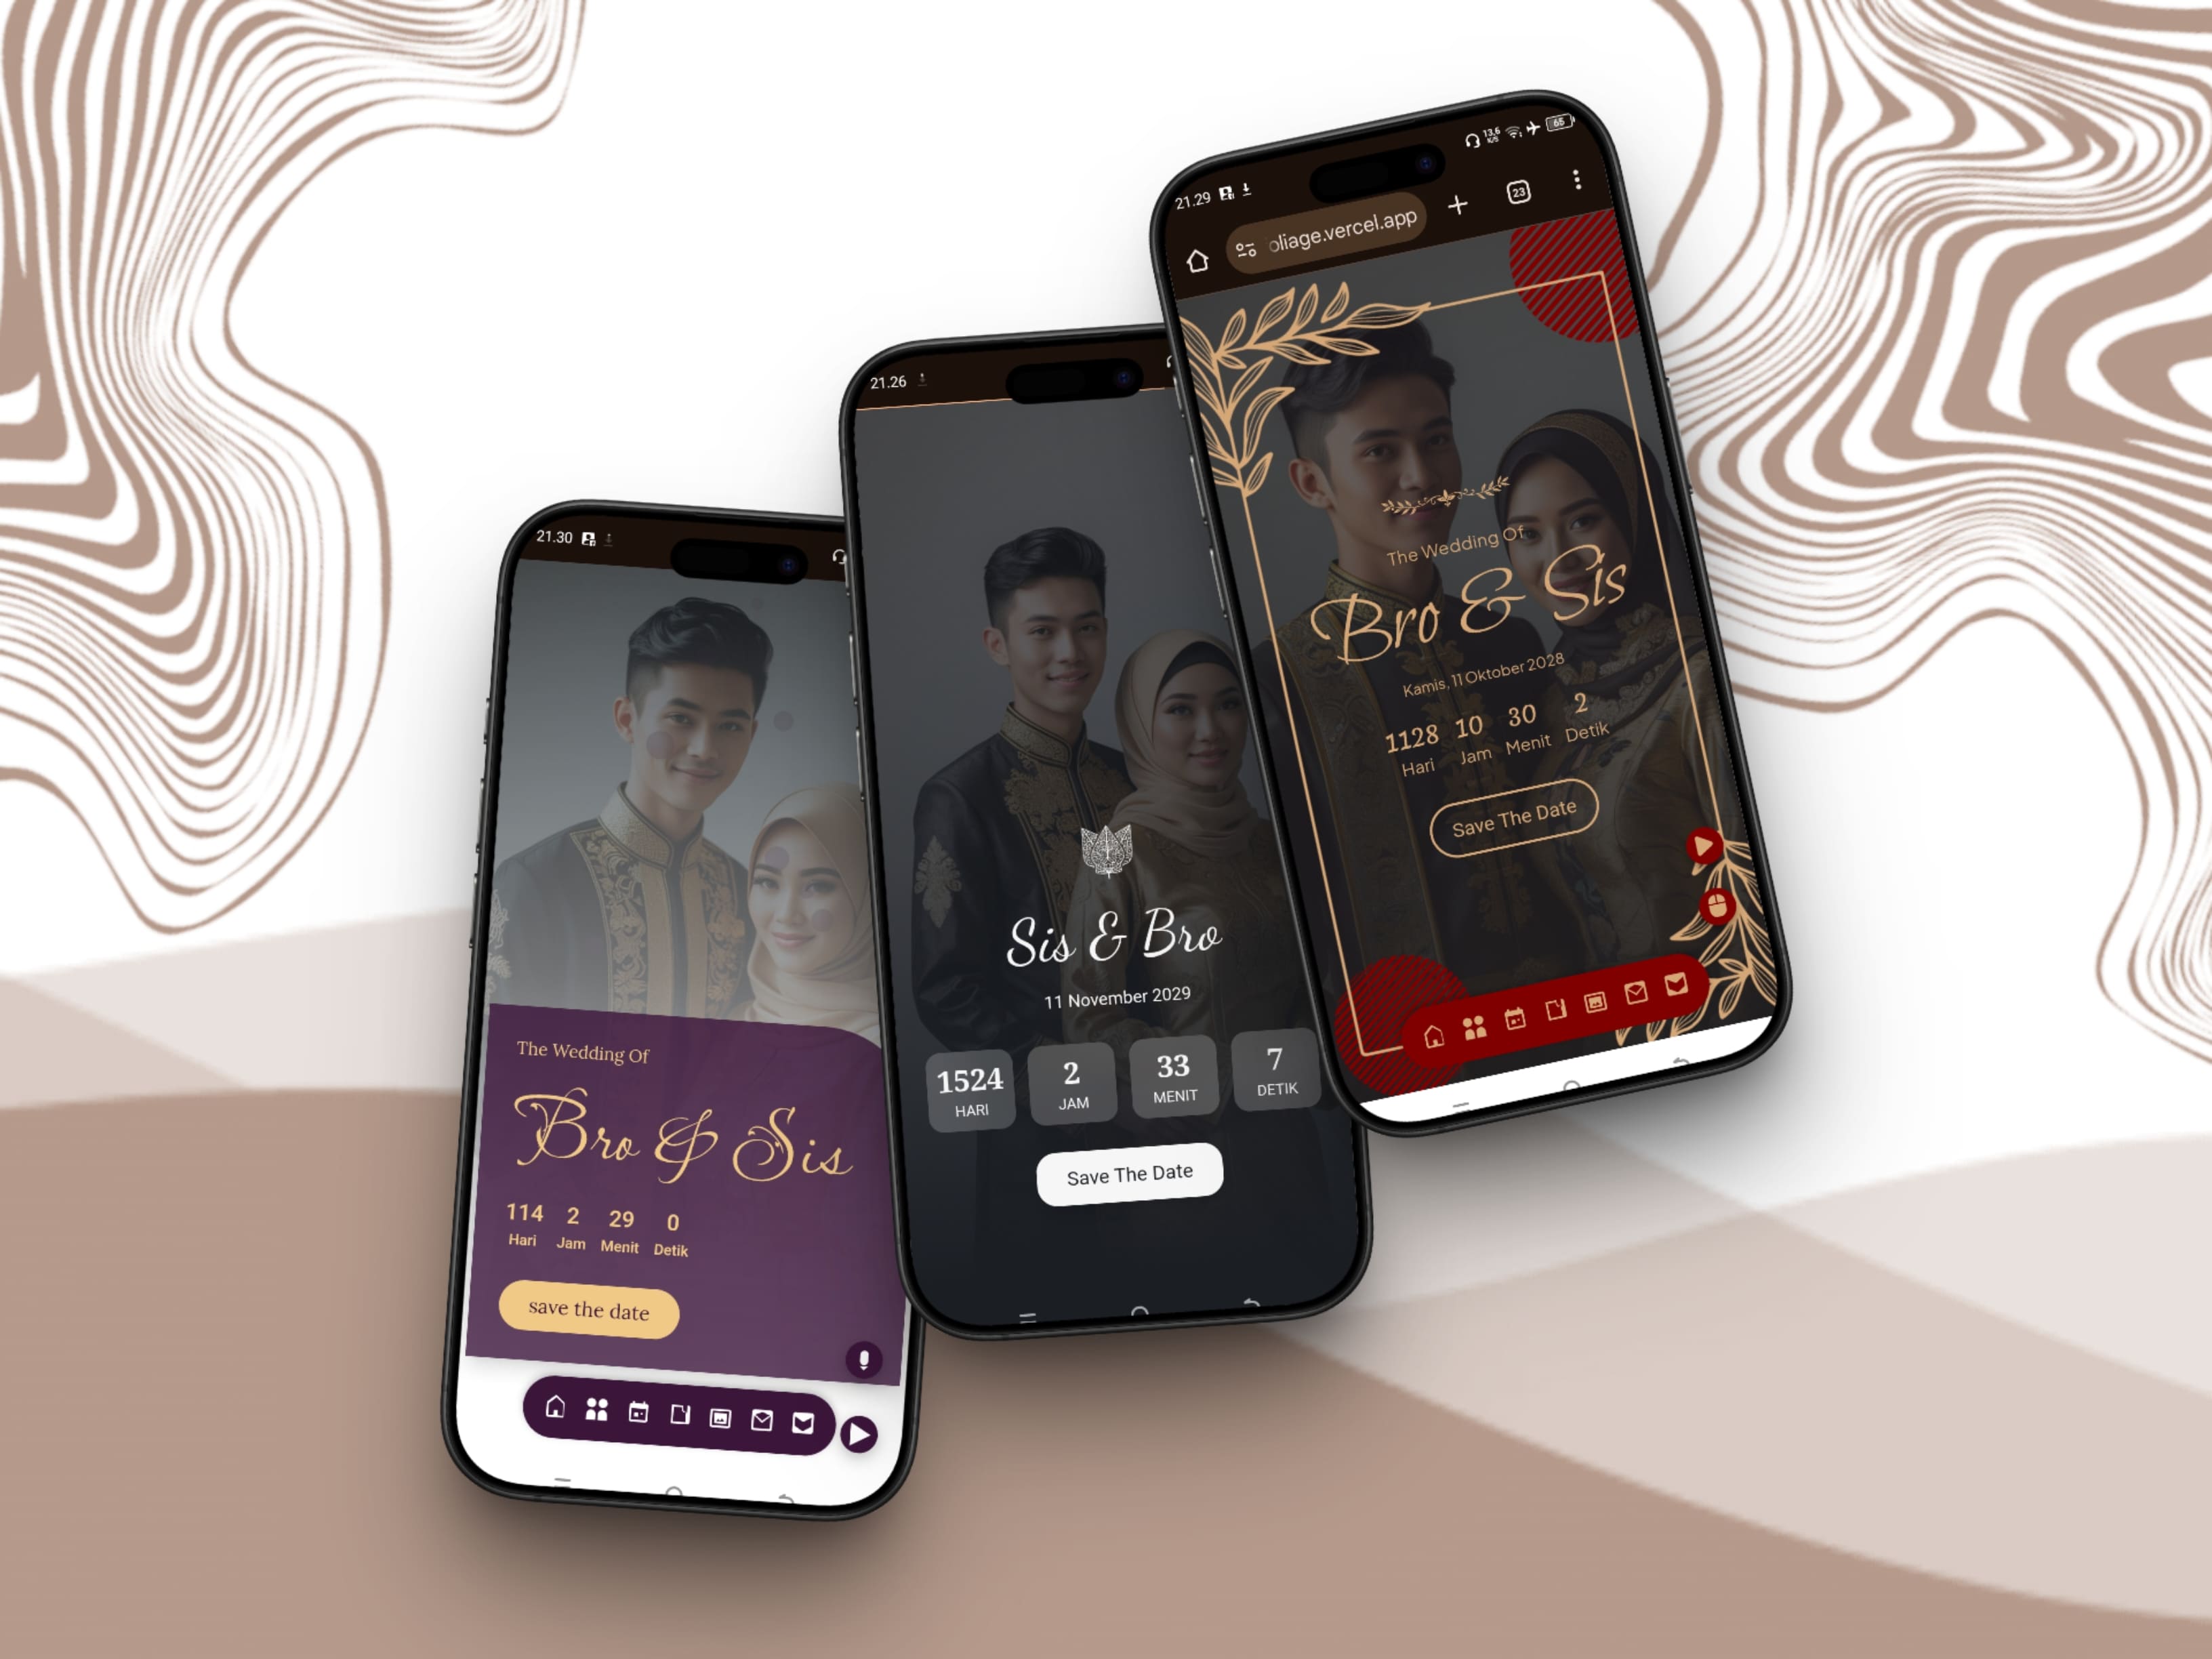 21.30
The Wedding Of
Bro & Sis
114 2 29 0
Hari Jam Menit Detik
save the date
21.26
Sis & Bro
11 November 2029
1524 2 33 7
HARI JAM MENIT DETIK
Save The Date
21.29
13,6
K/S
65
oliage.vercel.app
23
The Wedding Of
Bro & Sis
Kamis, 11 Oktober 2028
1128 10 30 2
Hari Jam Menit Detik
Save The Date